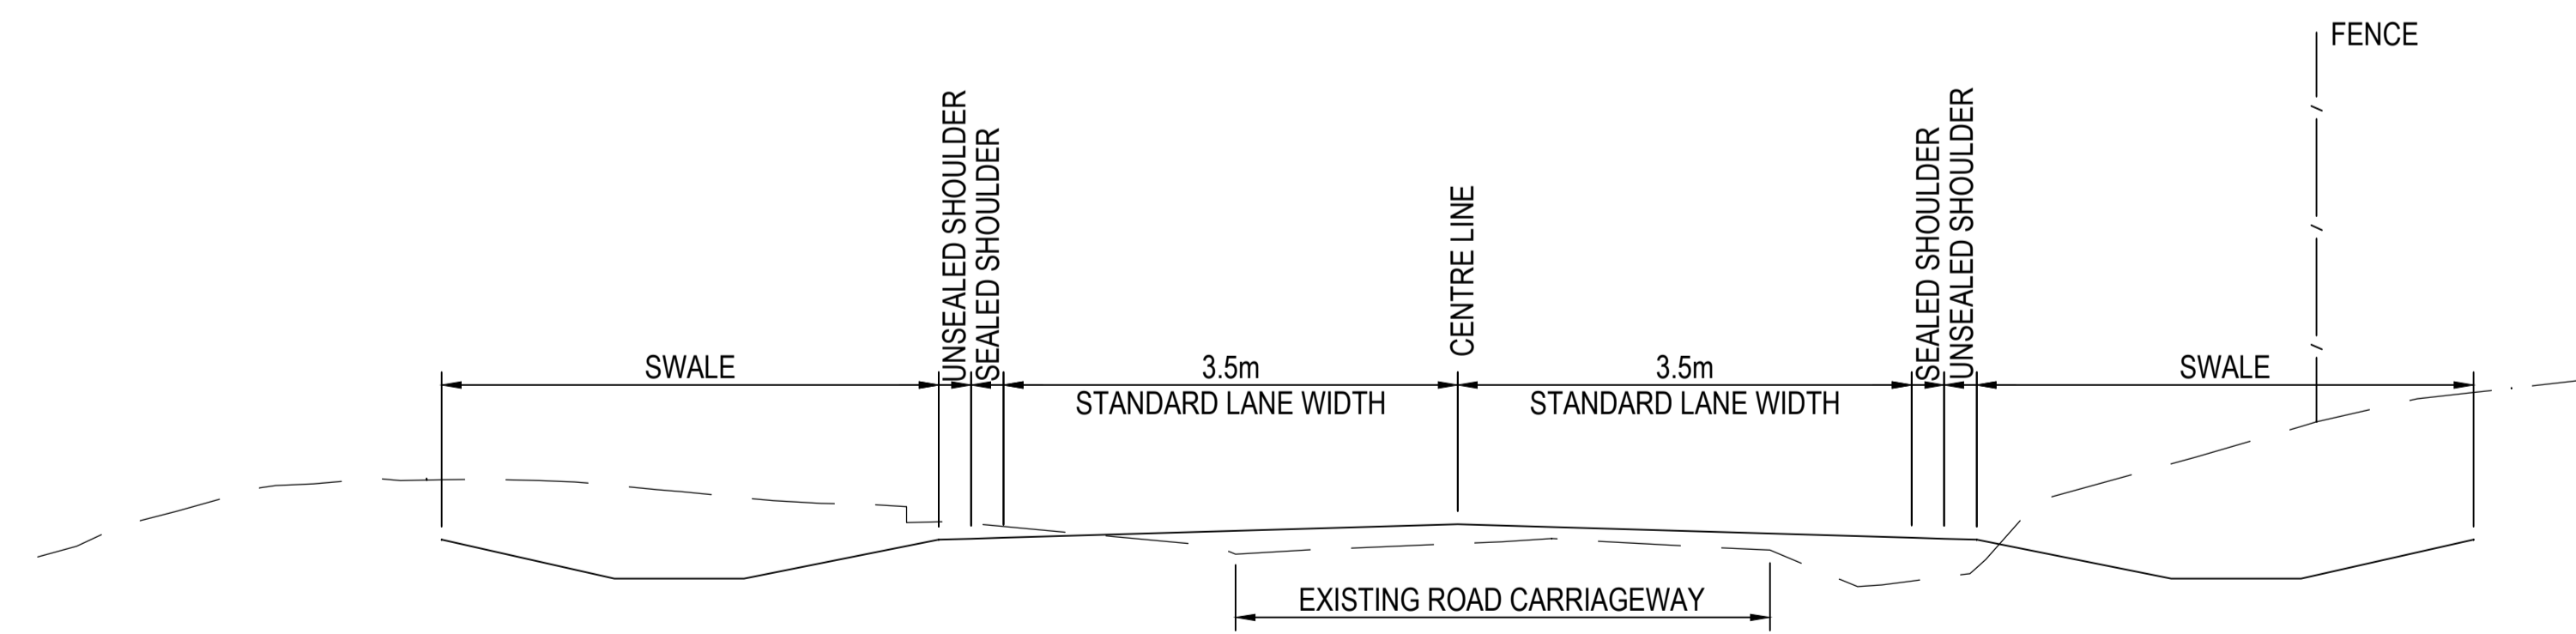 FENCE
UNSEALED SHOULDER
SEALED SHOULDER
CENTRE LINE
SEALED SHOULDER
UNSEALED SHOULDER
SWALE
3.5m
STANDARD LANE WIDTH
3.5m
STANDARD LANE WIDTH
SWALE
EXISTING ROAD CARRIAGEWAY